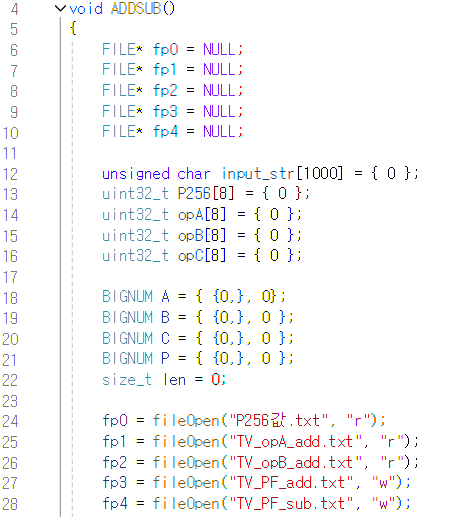 4 void ADDSUB()
5 {
6 FILE* fp0 = NULL;
7 FILE* fp1 = NULL;
8 FILE* fp2 = NULL;
9 FILE* fp3 = NULL;
10 FILE* fp4 = NULL;
11
12 unsigned char input_str[1000] = { 0 };
13 uint32_t P256[8] = { 0 };
14 uint32_t opA[8] = { 0 };
15 uint32_t opB[8] = { 0 };
16 uint32_t opC[8] = { 0 };
17
18 BIGNUM A = { {0,}, 0};
19 BIGNUM B = { {0,}, 0 };
20 BIGNUM C = { {0,}, 0 };
21 BIGNUM P = { {0,}, 0 };
22 size_t len = 0;
23
24 fp0 = fileOpen("P256값.txt", "r");
25 fp1 = fileOpen("TV_opA_add.txt", "r");
26 fp2 = fileOpen("TV_opB_add.txt", "r");
27 fp3 = fileOpen("TV_PF_add.txt", "w");
28 fp4 = fileOpen("TV_PF_sub.txt", "w");